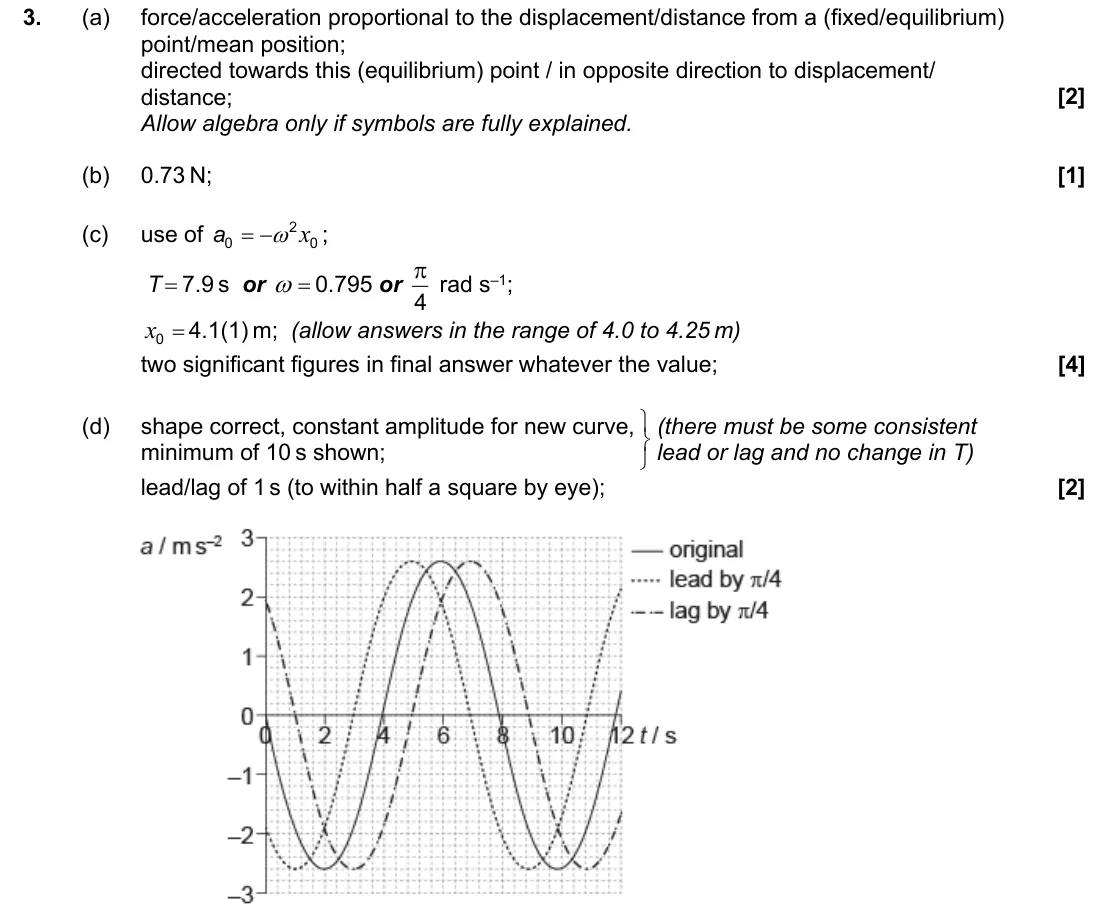 3. (a) force/acceleration proportional to the displacement/distance from a (fixed/equilibrium)
point/mean position;
directed towards this (equilibrium) point / in opposite direction to displacement/
distance; [2]
Allow algebra only if symbols are fully explained.
(b) 0.73 N; [1]
(c) use of a₀ = −ω²x₀;
T = 7.9 s or ω = 0.795 or π/4 rad s⁻¹;
x₀ = 4.1(1) m; (allow answers in the range of 4.0 to 4.25 m)
two significant figures in final answer whatever the value; [4]
(d) shape correct, constant amplitude for new curve, } (there must be some consistent
minimum of 10 s shown; lead or lag and no change in T)
lead/lag of 1 s (to within half a square by eye); [2]
a / m s⁻² 3
original
lead by π/4
2
lag by π/4
1
0
0 2 4 6 8 10 12 t / s
−1
−2
−3